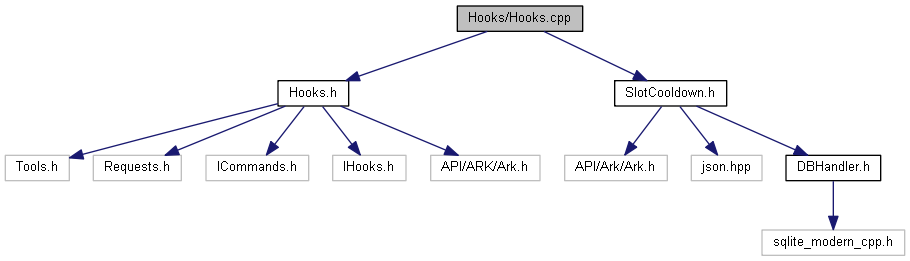 Hooks/Hooks.cpp
Hooks.h
SlotCooldown.h
Tools.h
Requests.h
ICommands.h
IHooks.h
API/ARK/Ark.h
API/Ark/Ark.h
json.hpp
DBHandler.h
sqlite_modern_cpp.h